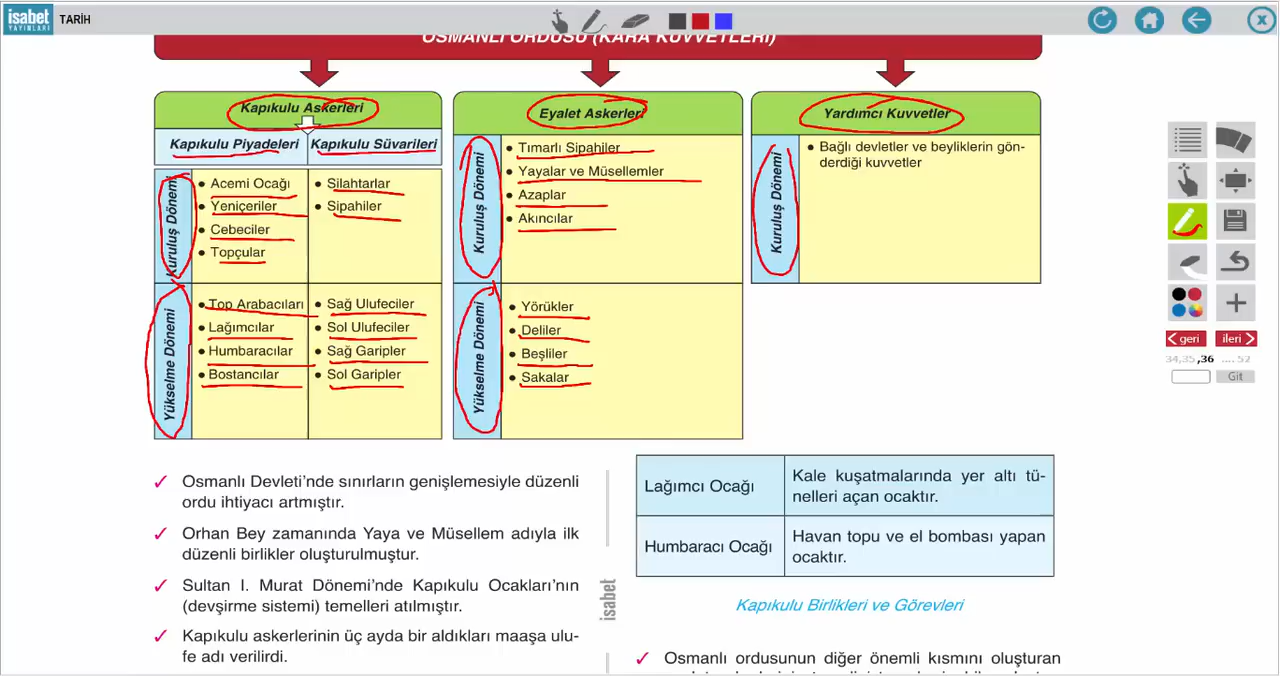 isabet
YAYINLARI
TARİH
OSMANLI ORDUSU (KARA KUVVETLERİ)
Kapıkulu Askerleri
Kapıkulu Piyadeleri
Kapıkulu Süvarileri
Kuruluş Dönemi
• Acemi Ocağı
• Yeniçeriler
• Cebeciler
• Topçular
• Silahtarlar
• Sipahiler
Yükselme Dönemi
• Top Arabacıları
• Lağımcılar
• Humbaracılar
• Bostancılar
• Sağ Ulufeciler
• Sol Ulufeciler
• Sağ Garipler
• Sol Garipler
Eyalet Askerleri
Kuruluş Dönemi
• Tımarlı Sipahiler
• Yayalar ve Müsellemler
• Azaplar
• Akıncılar
Yükselme Dönemi
• Yörükler
• Deliler
• Beşliler
• Sakalar
Yardımcı Kuvvetler
Kuruluş Dönemi
• Bağlı devletler ve beyliklerin gön-
derdiği kuvvetler
✓ Osmanlı Devleti'nde sınırların genişlemesiyle düzenli
ordu ihtiyacı artmıştır.
✓ Orhan Bey zamanında Yaya ve Müsellem adıyla ilk
düzenli birlikler oluşturulmuştur.
✓ Sultan I. Murat Dönemi'nde Kapıkulu Ocakları'nın
(devşirme sistemi) temelleri atılmıştır.
✓ Kapıkulu askerlerinin üç ayda bir aldıkları maaşa ulu-
fe adı verilirdi.
isabet
Lağımcı Ocağı
Kale kuşatmalarında yer altı tü-
nelleri açan ocaktır.
Humbaracı Ocağı
Havan topu ve el bombası yapan
ocaktır.
Kapıkulu Birlikleri ve Görevleri
✓ Osmanlı ordusunun diğer önemli kısmını oluşturan
geri
ileri
34,35,36 .... 52
Git